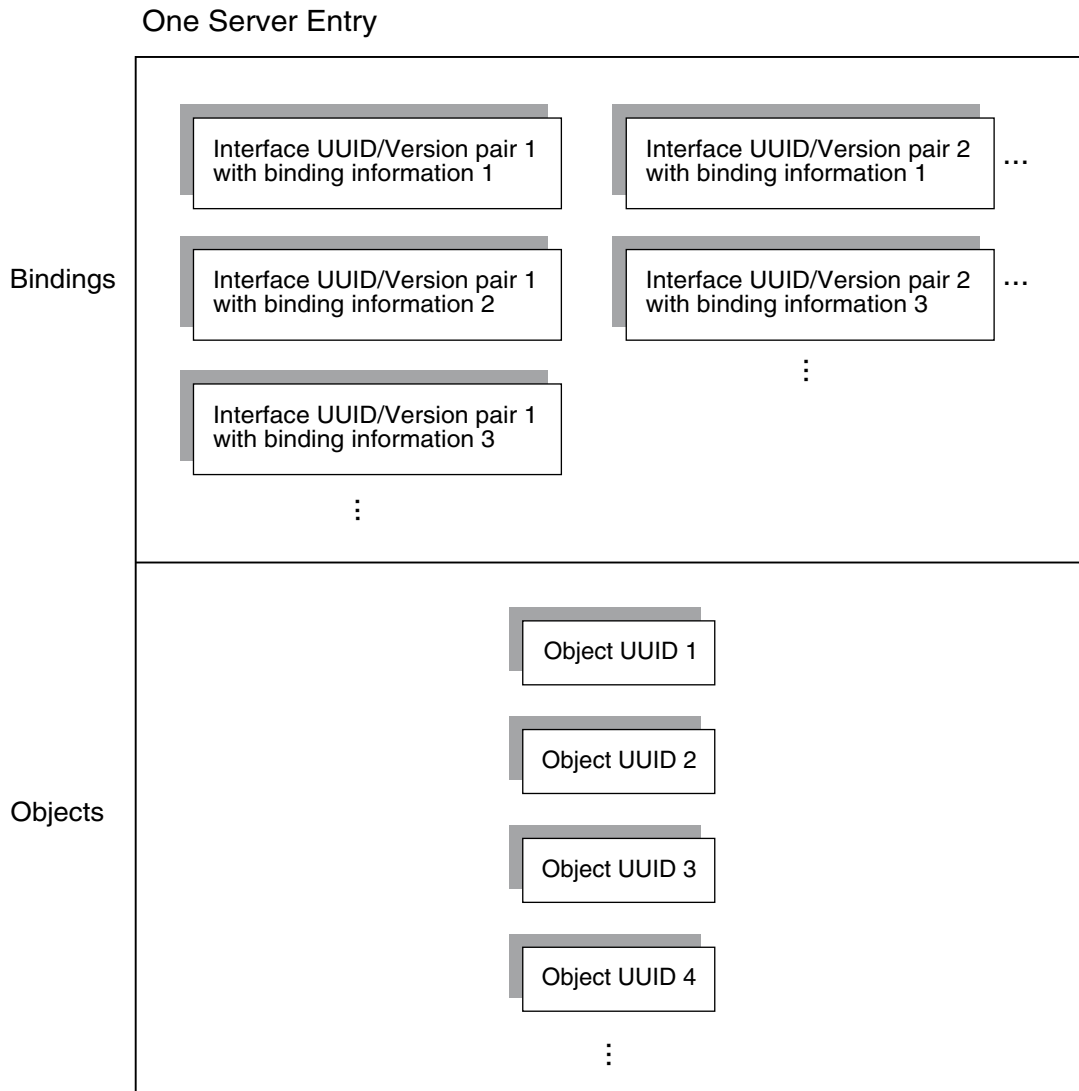 One Server Entry
Interface UUID/Version pair 1
with binding information 1
Interface UUID/Version pair 2
with binding information 1
...
Bindings
Interface UUID/Version pair 1
with binding information 2
Interface UUID/Version pair 2
with binding information 3
...
...
Interface UUID/Version pair 1
with binding information 3
...
Object UUID 1
Object UUID 2
Objects
Object UUID 3
Object UUID 4
...